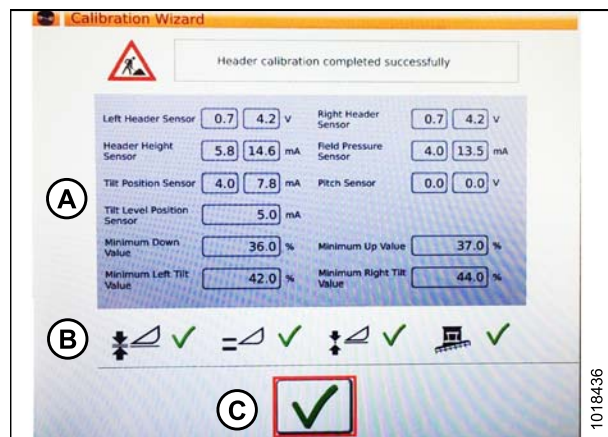 Calibration Wizard
Header calibration completed successfully
Left Header Sensor 0.7 4.2 V Right Header Sensor 0.7 4.2 V
Header Height Sensor 5.8 14.6 mA Field Pressure Sensor 4.0 13.5 mA
A
Tilt Position Sensor 4.0 7.8 mA Pitch Sensor 0.0 0.0 V
Tilt Level Position Sensor 5.0 mA
Minimum Down Value 36.0 % Minimum Up Value 37.0 %
Minimum Left Tilt Value 42.0 % Minimum Right Tilt Value 44.0 %
B
C
1018436